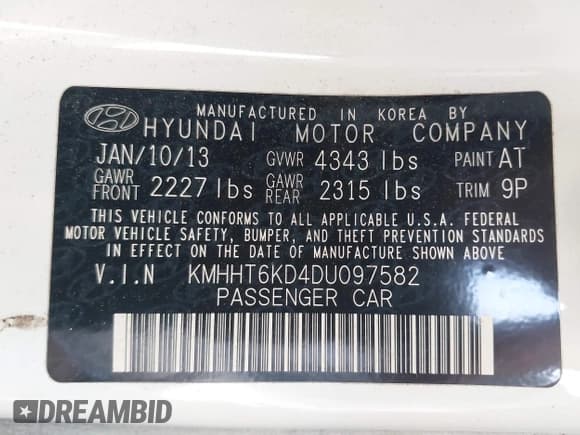 MANUFACTURED IN KOREA BY
HYUNDAI MOTOR COMPANY
JAN/10/13 GVWR 4343 lbs PAINT AT
GAWR FRONT 2227 lbs GAWR REAR 2315 lbs TRIM 9P
THIS VEHICLE CONFORMS TO ALL APPLICABLE U.S.A. FEDERAL
MOTOR VEHICLE SAFETY, BUMPER, AND THEFT PREVENTION STANDARDS
IN EFFECT ON THE DATE OF MANUFACTURE SHOWN ABOVE
V.I.N KMHHT6KD4DU097582
PASSENGER CAR
DREAMBID